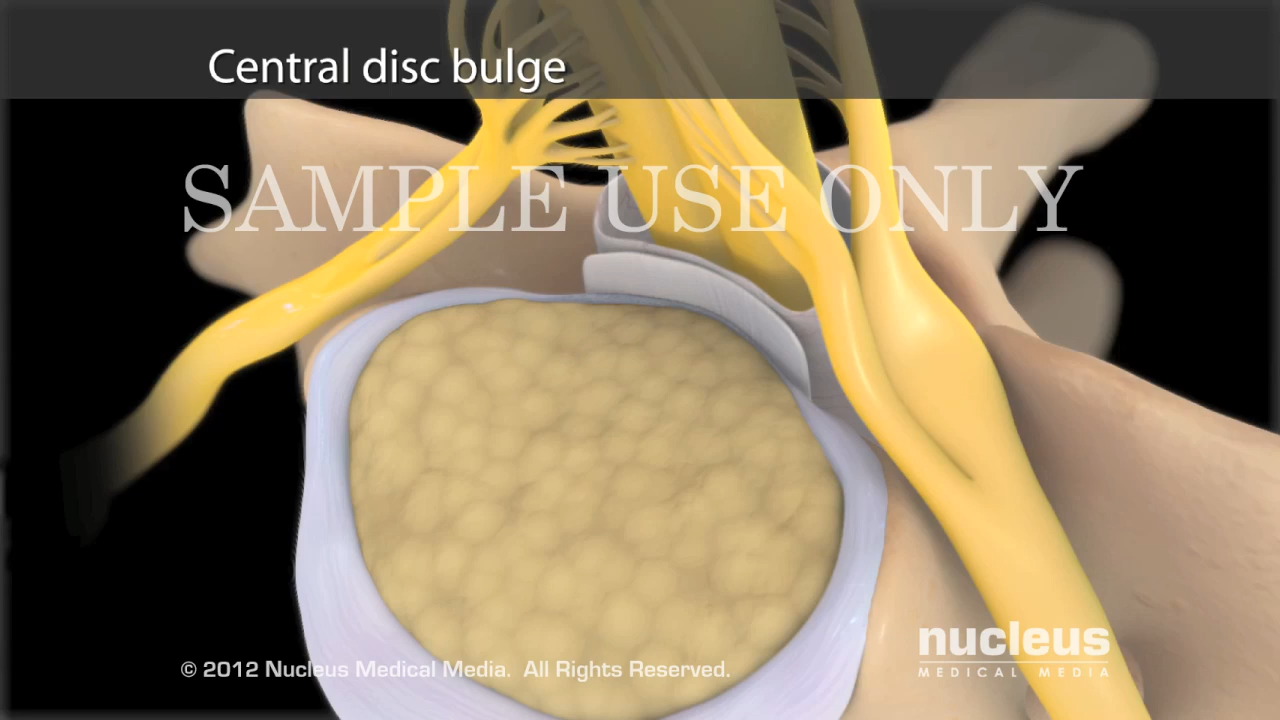 Central disc bulge
SAMPLE USE ONLY
nucleus
MEDICAL MEDIA
© 2012 Nucleus Medical Media. All Rights Reserved.